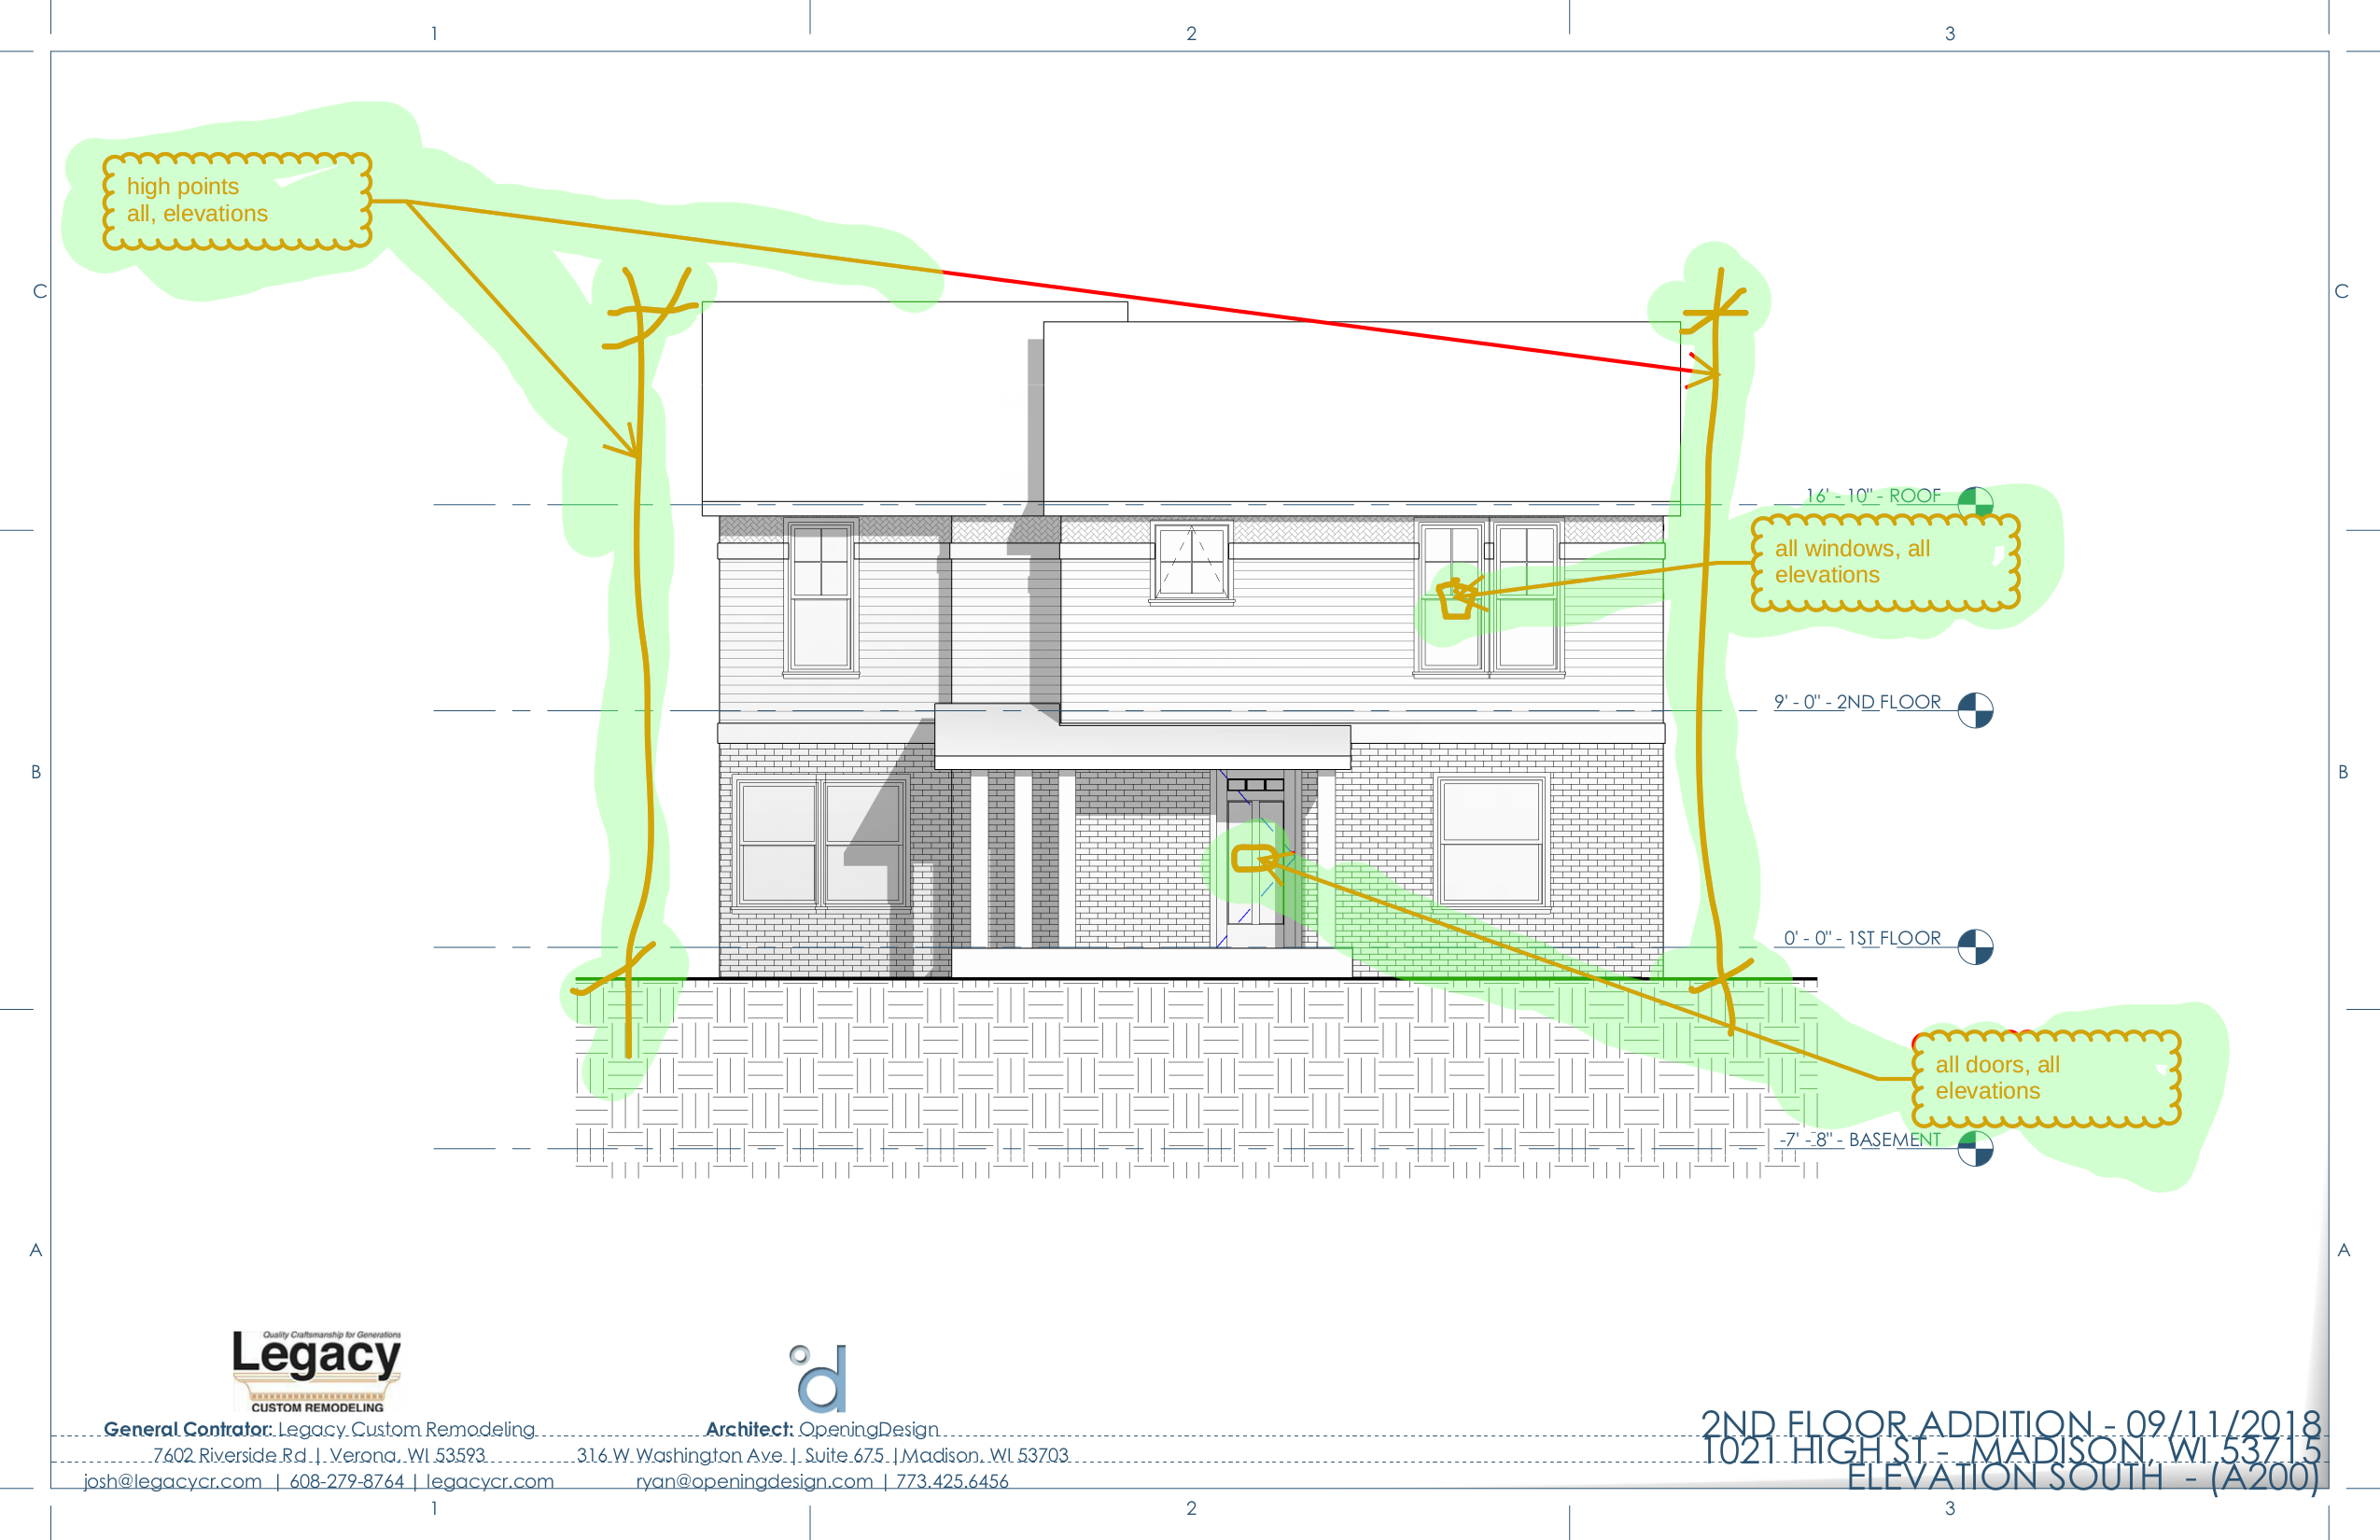 1
2
3
high points
all, elevations
C
C
16' - 10" - ROOF
all windows, all
elevations
9' - 0" - 2ND FLOOR
B
B
0' - 0" - 1ST FLOOR
all doors, all
elevations
-7' - 8" - BASEMENT
A
A
Quality Craftsmanship for Generations
Legacy
CUSTOM REMODELING
d
General Contrator: Legacy Custom Remodeling
7602 Riverside Rd | Verona, WI 53593
josh@legacycr.com | 608-279-8764 | legacycr.com
Architect: OpeningDesign
316 W Washington Ave | Suite 675 |Madison, WI 53703
ryan@openingdesign.com | 773.425.6456
2ND FLOOR ADDITION - 09/11/2018
1021 HIGH ST - MADISON, WI 53715
ELEVATION SOUTH - (A200)
1
2
3